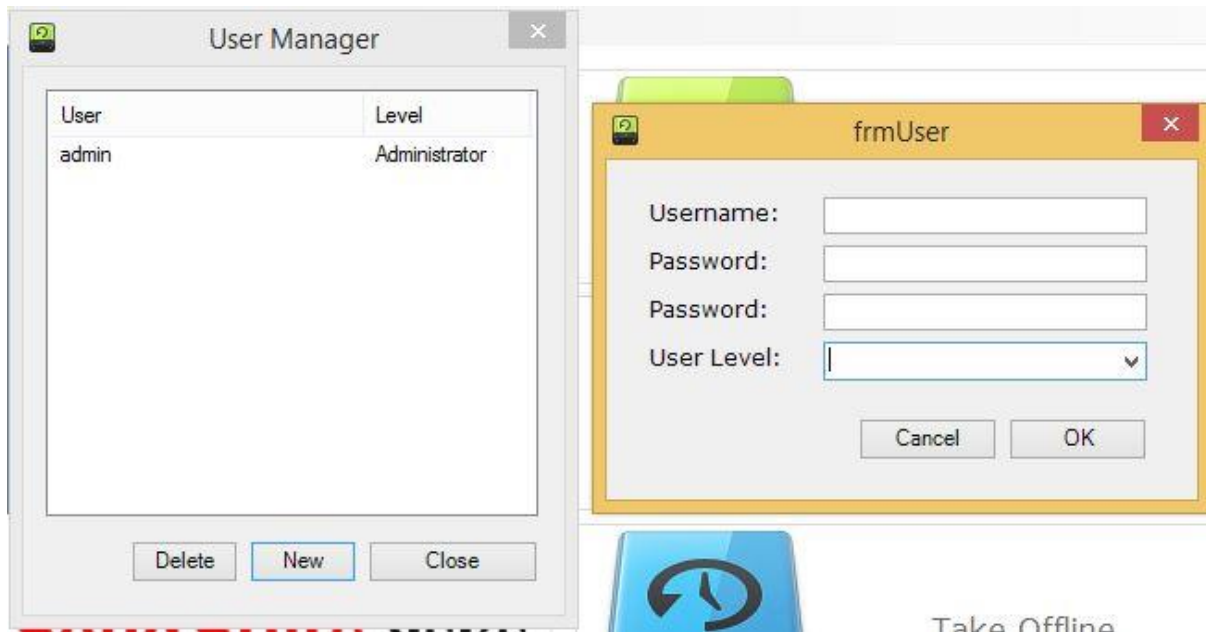 User Manager
User Level
admin Administrator
Delete New Close
frmUser
Username:
Password:
Password:
User Level:
Cancel OK
Take Offline